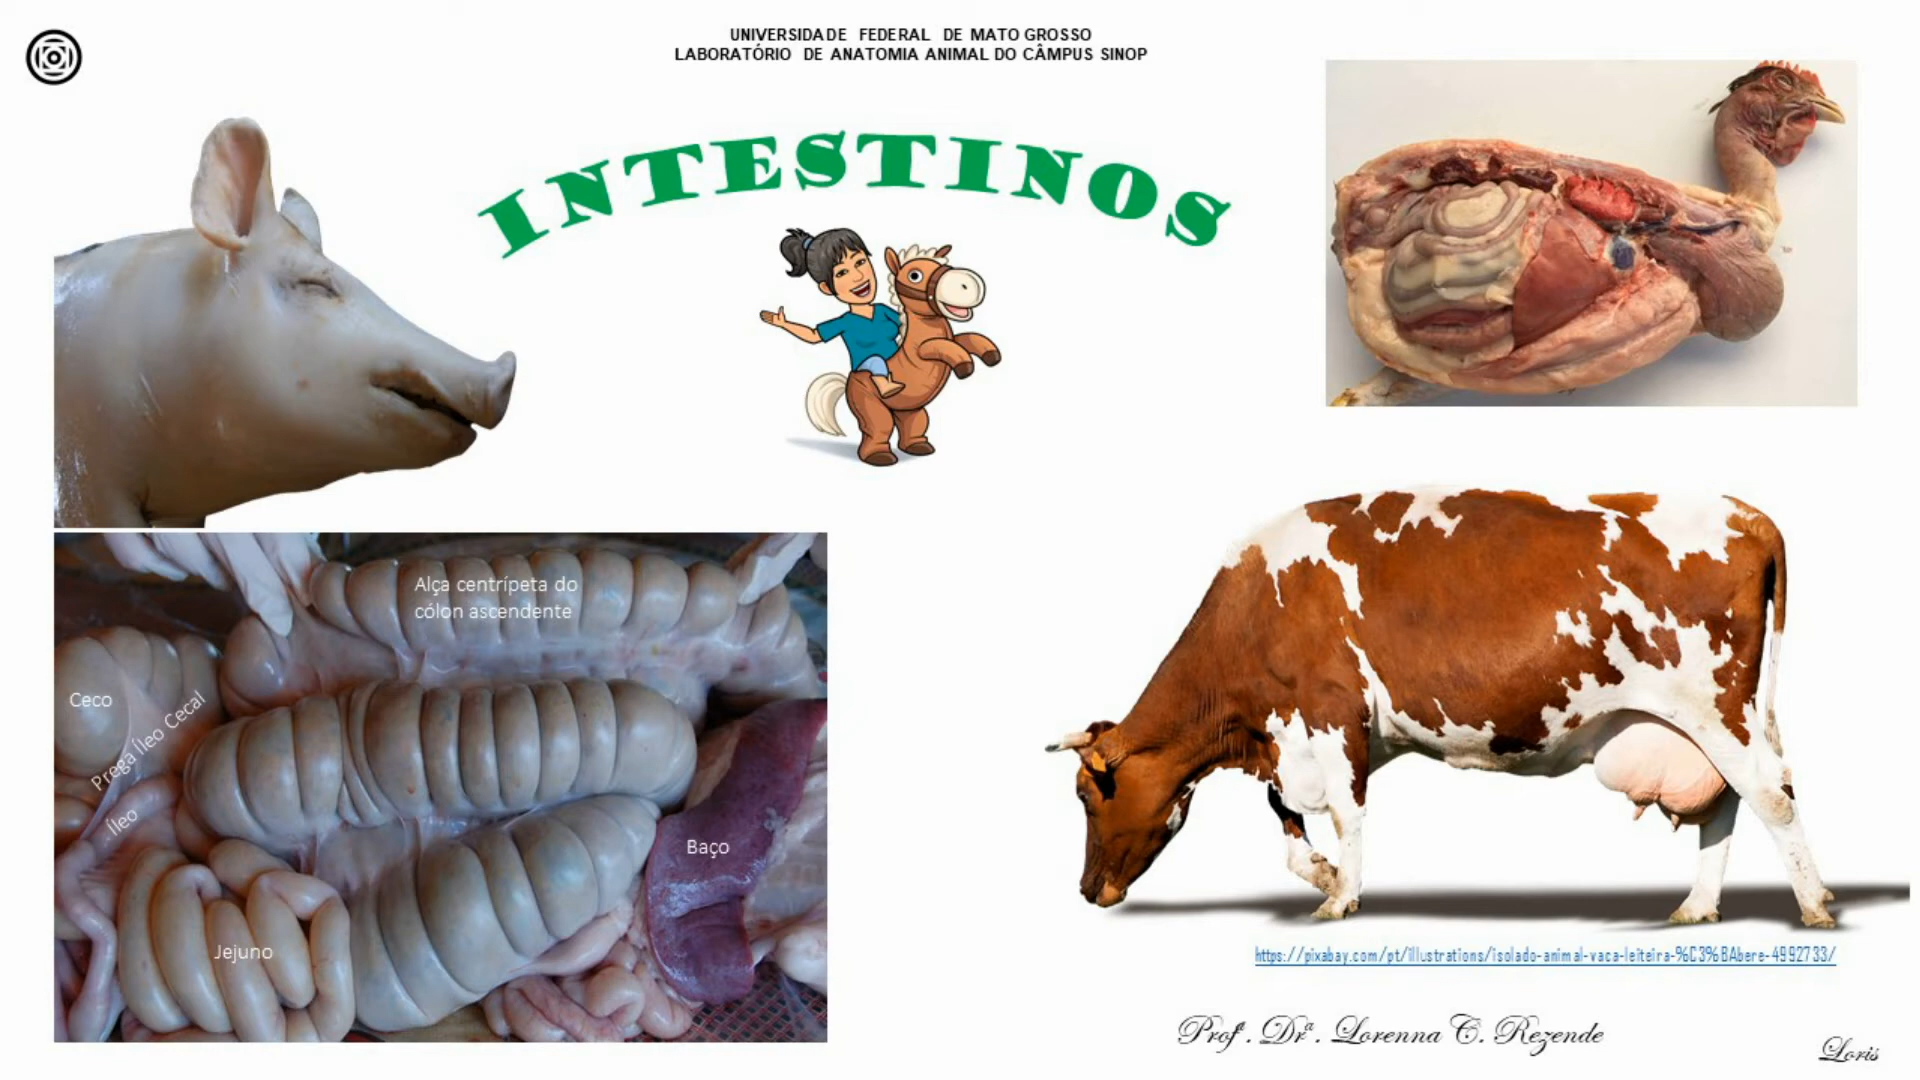 UNIVERSIDADE FEDERAL DE MATO GROSSO
LABORATÓRIO DE ANATOMIA ANIMAL DO CÂMPUS SINOP
INTESTINOS
Alça centrípeta do
cólon ascendente
Ceco
Prega Íleo Cecal
Íleo
Baço
Jejuno
https://pixabay.com/pt/illustrations/isolado-animal-vaca-leiteira-%C3%BAbere-4992733/
Profª. Drª. Lorenna C. Rezende
Loris